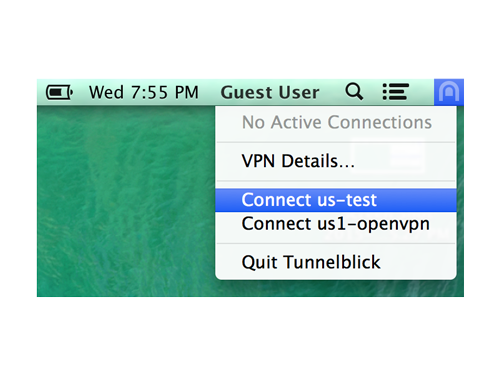 Wed 7:55 PM Guest User
No Active Connections
VPN Details...
Connect us-test
Connect us1-openvpn
Quit Tunnelblick